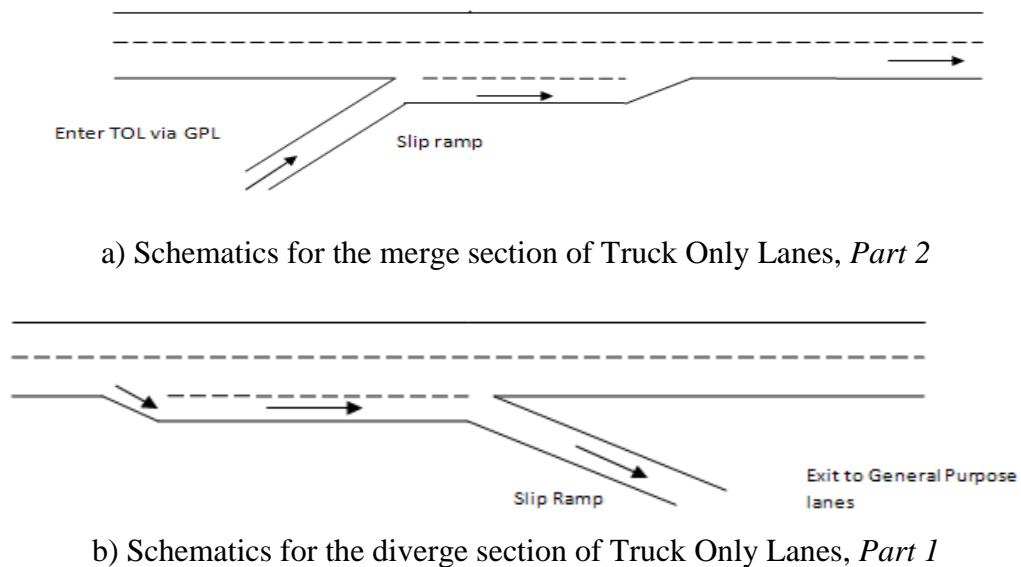 Enter TOL via GPL
Slip ramp
a) Schematics for the merge section of Truck Only Lanes, Part 2
Slip Ramp
Exit to General Purpose
lanes
b) Schematics for the diverge section of Truck Only Lanes, Part 1